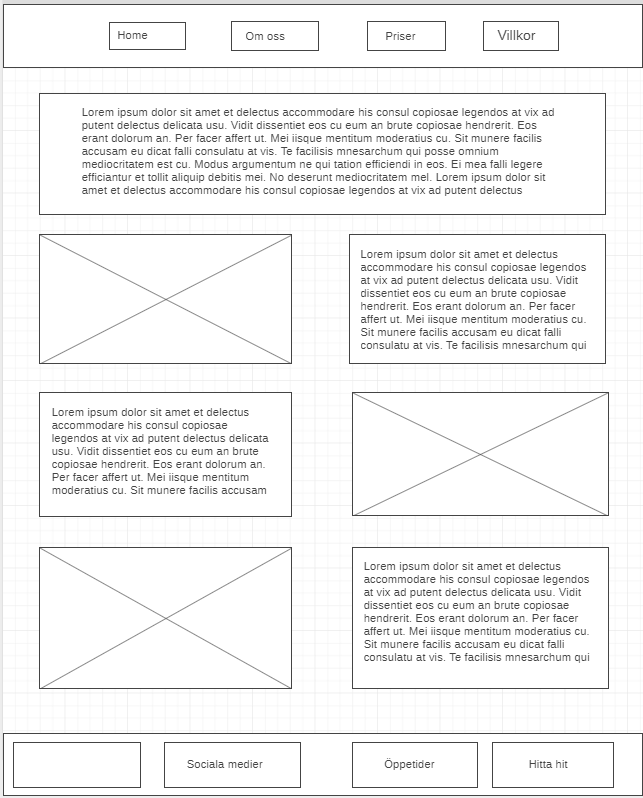 Home
Om oss
Priser
Villkor
Lorem ipsum dolor sit amet et delectus accommodare his consul copiosae legendos at vix ad
putent delectus delicata usu. Vidit dissentiet eos cu eum an brute copiosae hendrerit. Eos
erant dolorum an. Per facer affert ut. Mei iisque mentitum moderatius cu. Sit munere facilis
accusam eu dicat falli consulatu at vis. Te facilisis mnesarchum qui posse omnium
mediocritatem est cu. Modus argumentum ne qui tation efficiendi in eos. Ei mea falli legere
efficiantur et tollit aliquip debitis mei. No deserunt mediocritatem mel. Lorem ipsum dolor sit
amet et delectus accommodare his consul copiosae legendos at vix ad putent delectus
Lorem ipsum dolor sit amet et delectus
accommodare his consul copiosae legendos
at vix ad putent delectus delicata usu. Vidit
dissentiet eos cu eum an brute copiosae
hendrerit. Eos erant dolorum an. Per facer
affert ut. Mei iisque mentitum moderatius cu.
Sit munere facilis accusam eu dicat falli
consulatu at vis. Te facilisis mnesarchum qui
Lorem ipsum dolor sit amet et delectus
accommodare his consul copiosae
legendos at vix ad putent delectus delicata
usu. Vidit dissentiet eos cu eum an brute
copiosae hendrerit. Eos erant dolorum an.
Per facer affert ut. Mei iisque mentitum
moderatius cu. Sit munere facilis accusam
Lorem ipsum dolor sit amet et delectus
accommodare his consul copiosae legendos
at vix ad putent delectus delicata usu. Vidit
dissentiet eos cu eum an brute copiosae
hendrerit. Eos erant dolorum an. Per facer
affert ut. Mei iisque mentitum moderatius cu.
Sit munere facilis accusam eu dicat falli
consulatu at vis. Te facilisis mnesarchum qui
Sociala medier
Öppetider
Hitta hit